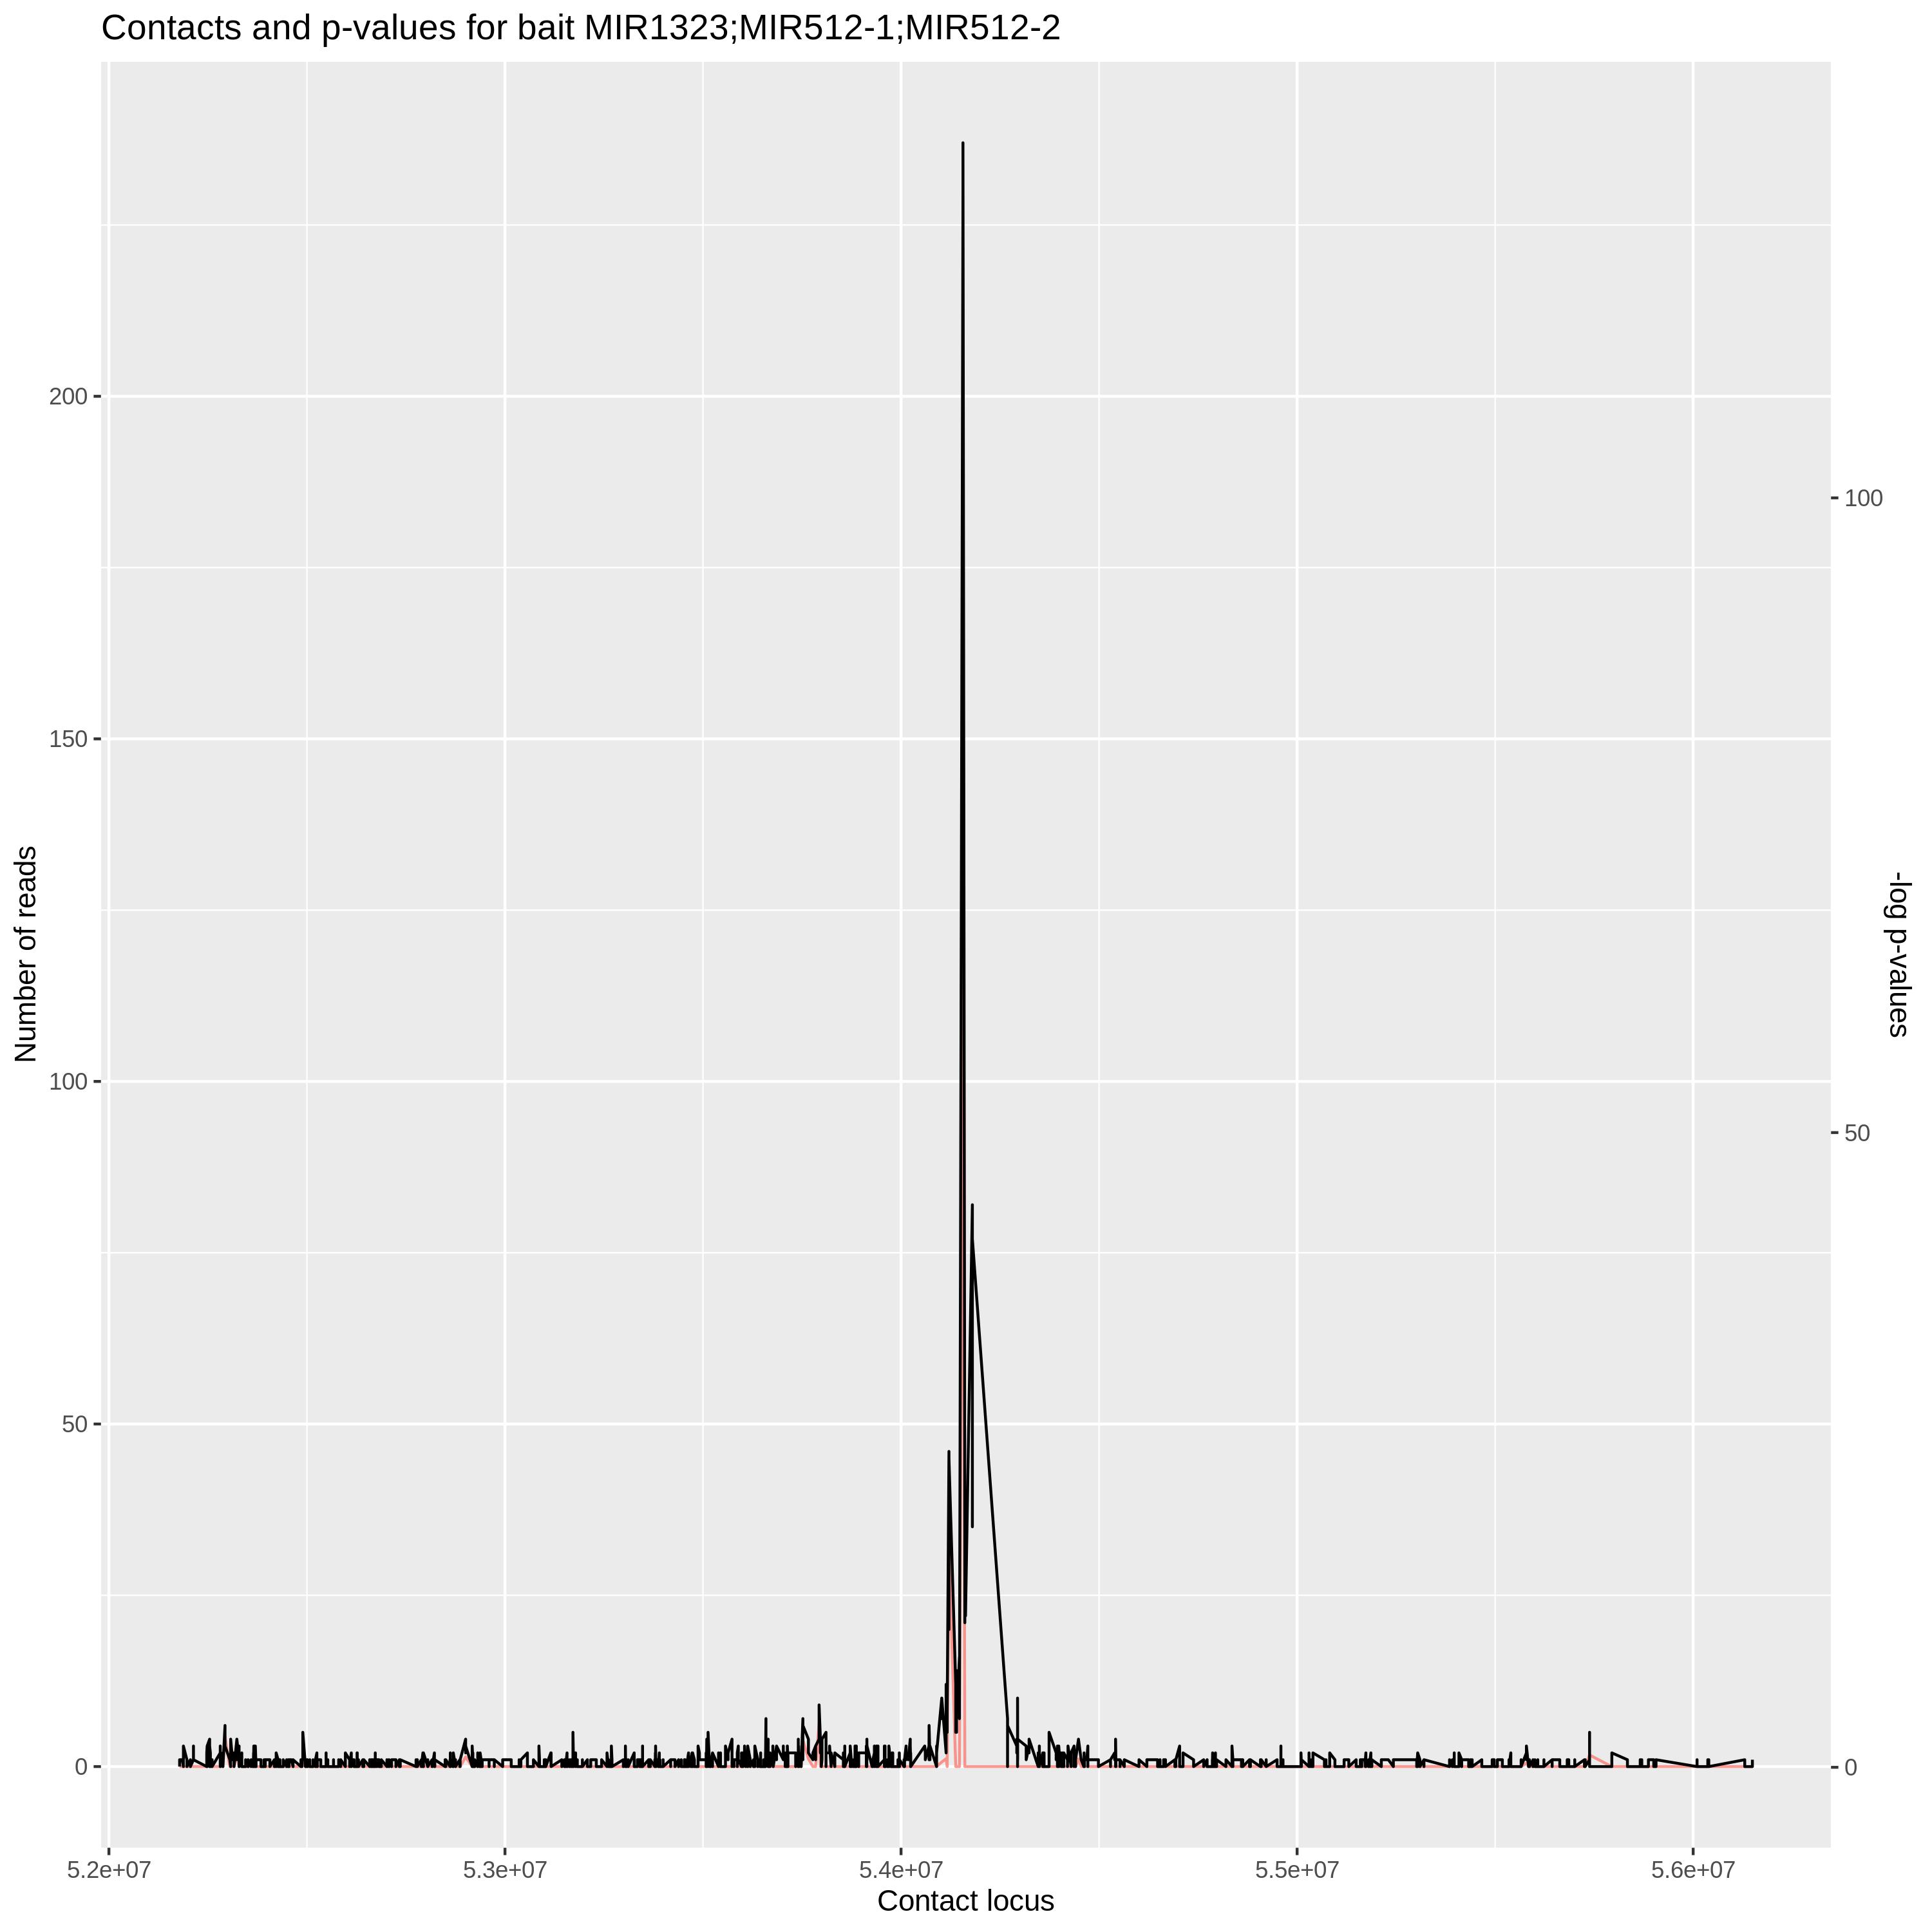 Contacts and p-values for bait MIR1323;MIR512-1;MIR512-2
200
150
100
50
0
Number of reads
100
50
0
-log p-values
5.2e+07
5.3e+07
5.4e+07
5.5e+07
5.6e+07
Contact locus